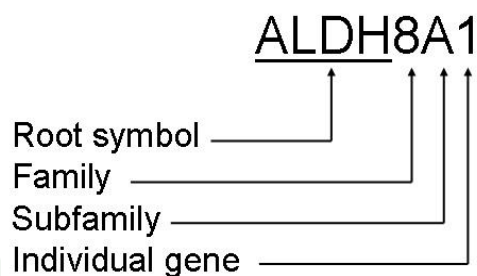 ALDH8A1
Root symbol
Family
Subfamily
Individual gene